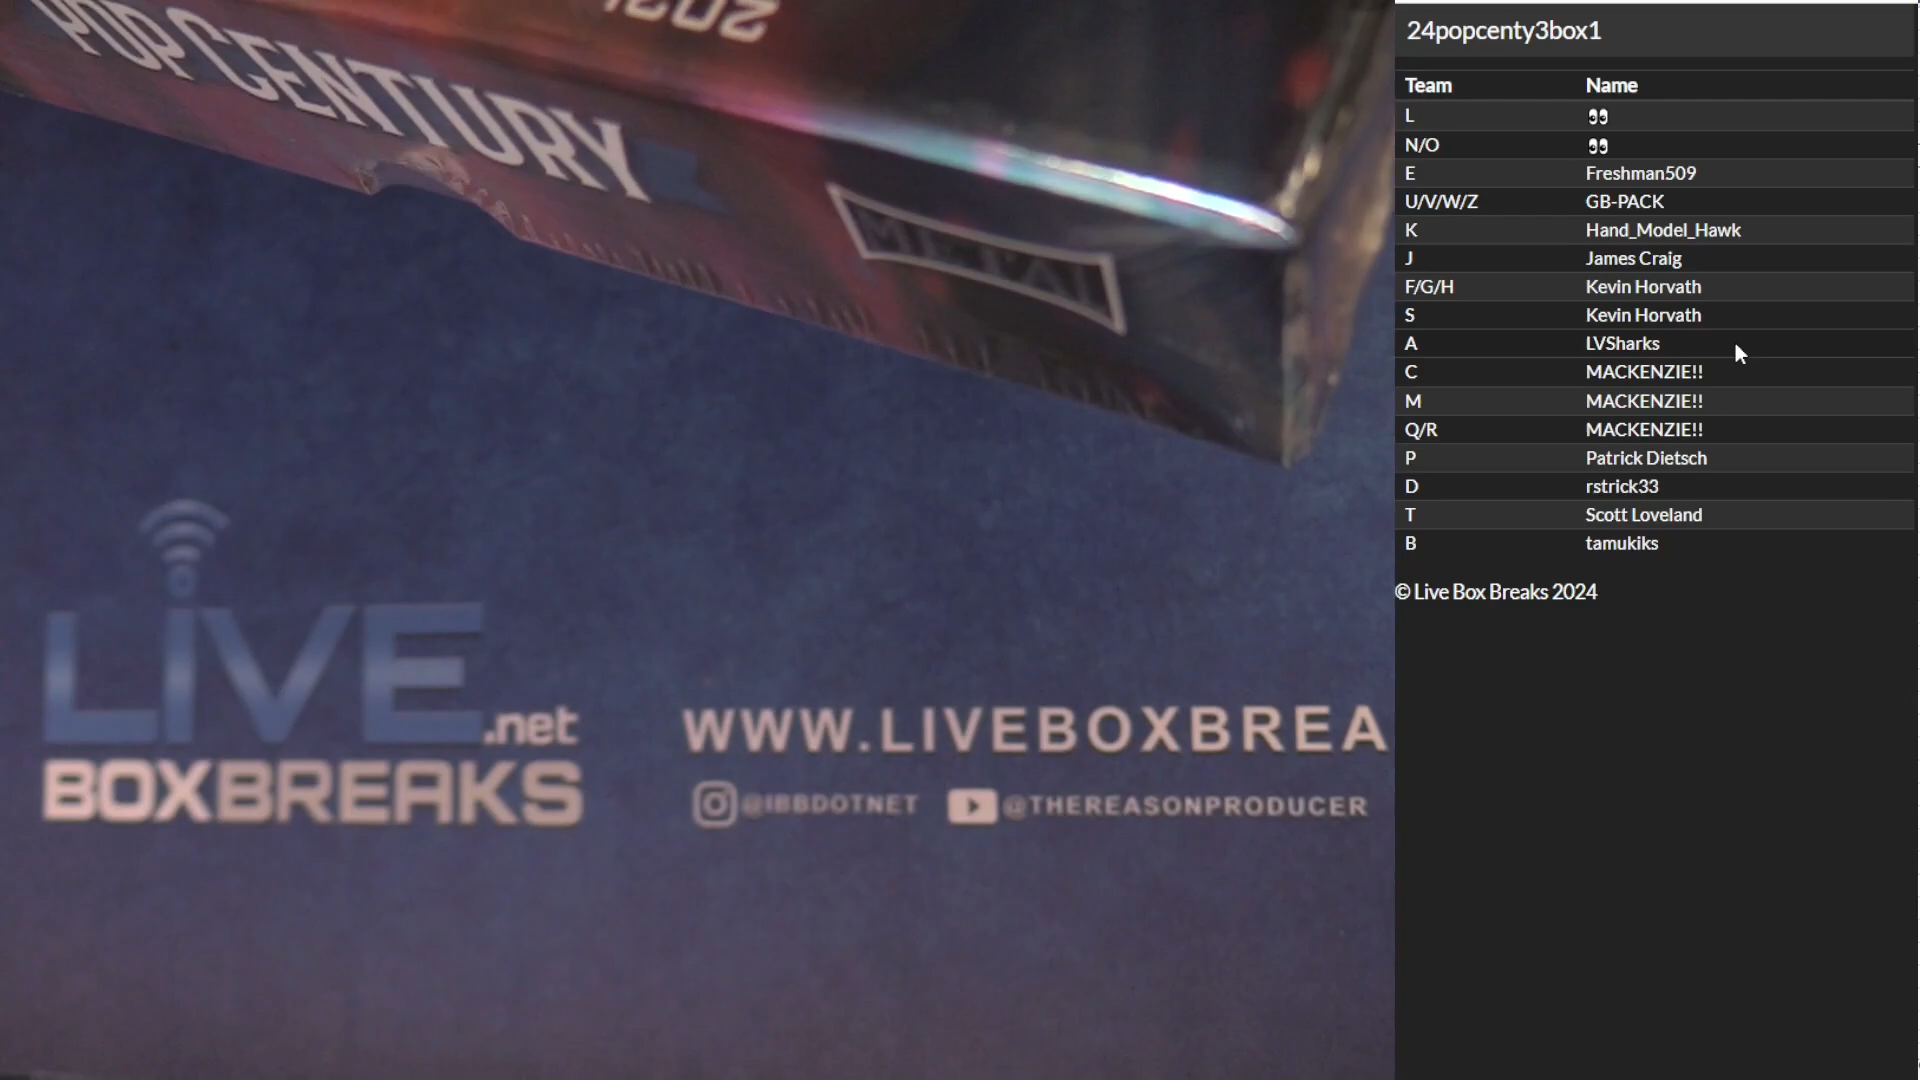 POP CENTURY
METAL
LiVE.net
BOXBREAKS
WWW.LIVEBOXBREA
@IBBDOTNET @THEREASONPRODUCER
24popcenty3box1
Team Name
L 👀
N/O 👀
E Freshman509
U/V/W/Z GB-PACK
K Hand_Model_Hawk
J James Craig
F/G/H Kevin Horvath
S Kevin Horvath
A LVSharks
C MACKENZIE!!
M MACKENZIE!!
Q/R MACKENZIE!!
P Patrick Dietsch
D rstrick33
T Scott Loveland
B tamukiks
© Live Box Breaks 2024